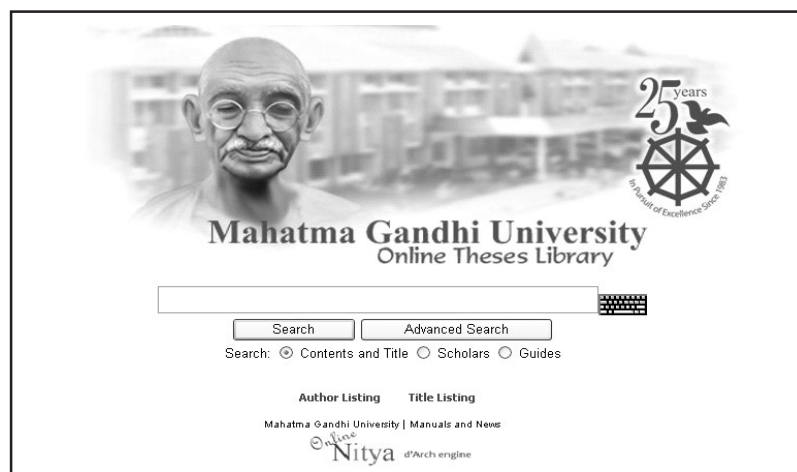 25 years
In Pursuit of Excellence Since 1983
Mahatma Gandhi University
Online Theses Library
Search Advanced Search
Search: Contents and Title Scholars Guides
Author Listing Title Listing
Mahatma Gandhi University | Manuals and News
Online
Nitya d'Arch engine